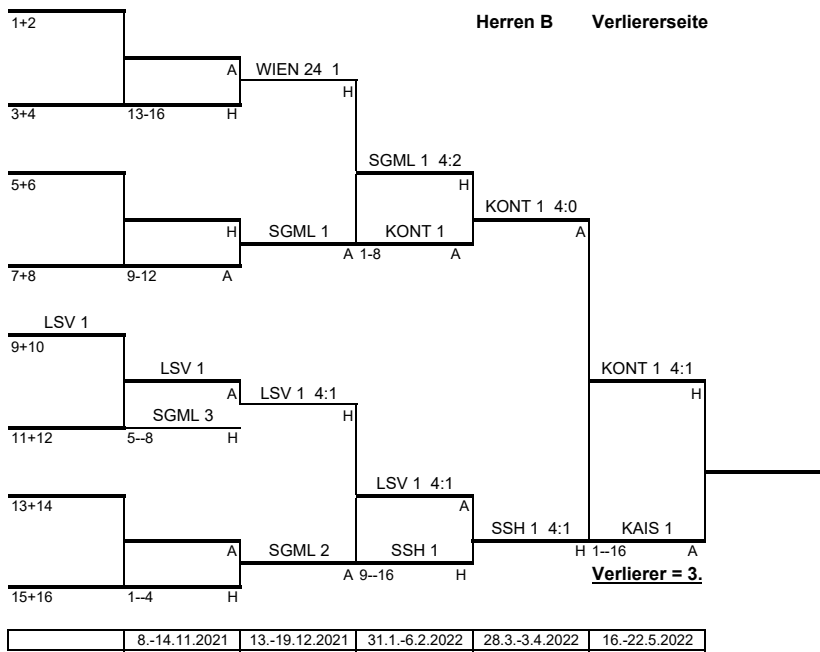 Herren B Verliererseite
1+2
A WIEN 24 1
H
3+4 13-16 H
SGML 1 4:2
5+6 H
KONT 1 4:0
H SGML 1 KONT 1 A
A 1-8 A
7+8 9-12 A
LSV 1
9+10
LSV 1 KONT 1 4:1
A LSV 1 4:1 H
SGML 3 H
11+12 5--8 H
LSV 1 4:1
13+14 A
SSH 1 4:1 KAIS 1
A SGML 2 SSH 1 H 1--16 A
A 9--16 H Verlierer = 3.
15+16 1--4 H
8.-14.11.2021 13.-19.12.2021 31.1.-6.2.2022 28.3.-3.4.2022 16.-22.5.2022